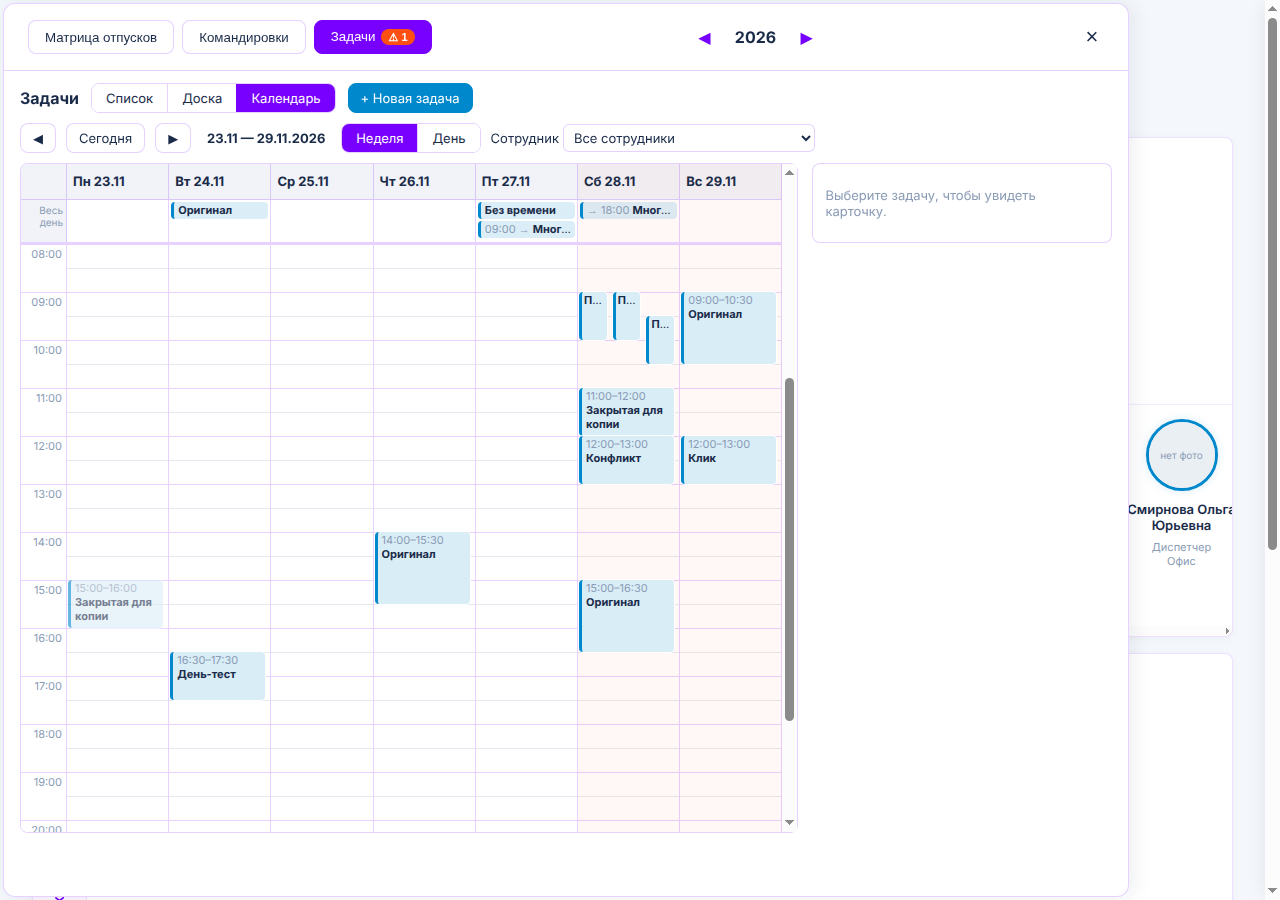 Матрица отпусков
Командировки
Задачи ⚠ 1
◀ 2026 ▶
×
Задачи
Список
Доска
Календарь
+ Новая задача
◀
Сегодня
▶
23.11 — 29.11.2026
Неделя
День
Сотрудник
Все сотрудники
Пн 23.11
Вт 24.11
Ср 25.11
Чт 26.11
Пт 27.11
Сб 28.11
Вс 29.11
Весь
день
Оригинал
Без времени
09:00 → Мног...
→ 18:00 Мног...
08:00
09:00
10:00
11:00
12:00
13:00
14:00
15:00
16:00
17:00
18:00
19:00
20:00
15:00–16:00
Закрытая для
копии
16:30–17:30
День-тест
14:00–15:30
Оригинал
П...
П...
П...
11:00–12:00
Закрытая для
копии
12:00–13:00
Конфликт
15:00–16:30
Оригинал
09:00–10:30
Оригинал
12:00–13:00
Клик
Выберите задачу, чтобы увидеть
карточку.
нет фото
Смирнова Ольга
Юрьевна
Диспетчер
Офис